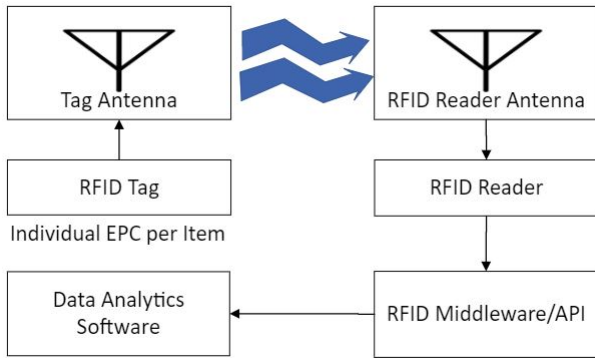 Tag Antenna
RFID Reader Antenna
RFID Tag
RFID Reader
Individual EPC per Item
Data Analytics
Software
RFID Middleware/API